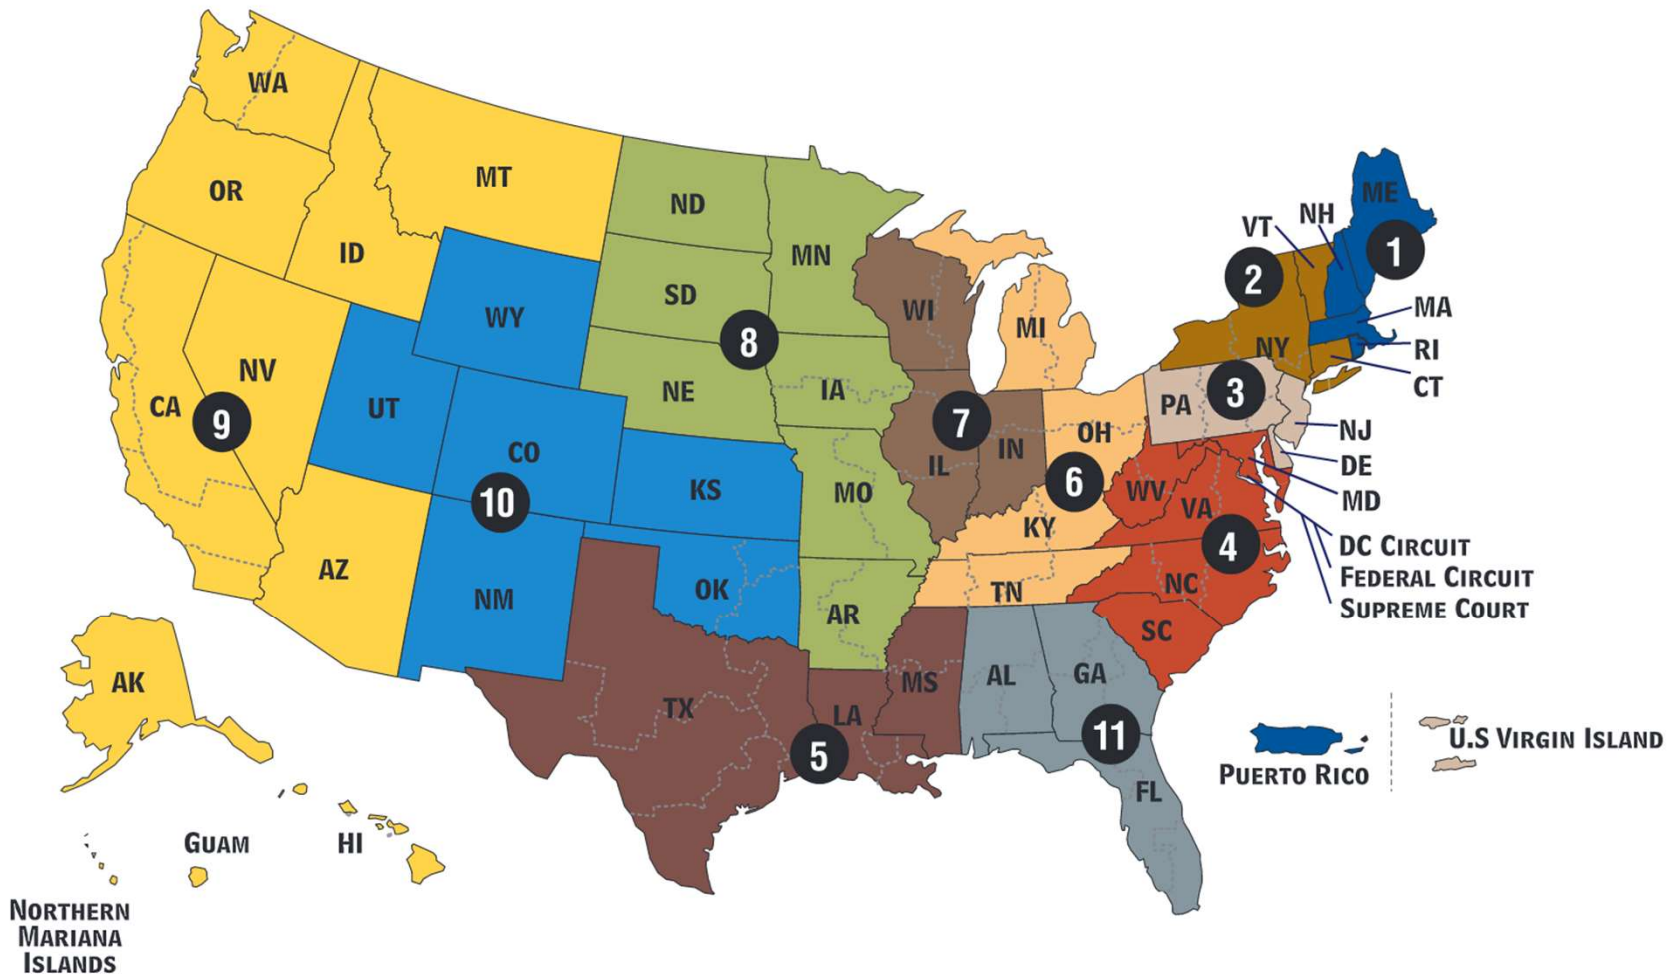 WA
OR
MT
ID
ND
MN
SD
WY
WI
MI
VT
NH
ME
1
2
MA
NY
RI
CT
8
NV
CA
9
UT
NE
IA
7
PA
3
NJ
DE
OH
CO
IL
IN
6
MD
10
KS
MO
WV
VA
KY
4
DC CIRCUIT
FEDERAL CIRCUIT
SUPREME COURT
AZ
NM
OK
AR
TN
NC
SC
AK
TX
LA
MS
AL
GA
5
11
FL
PUERTO RICO
U.S VIRGIN ISLAND
GUAM
HI
NORTHERN
MARIANA
ISLANDS